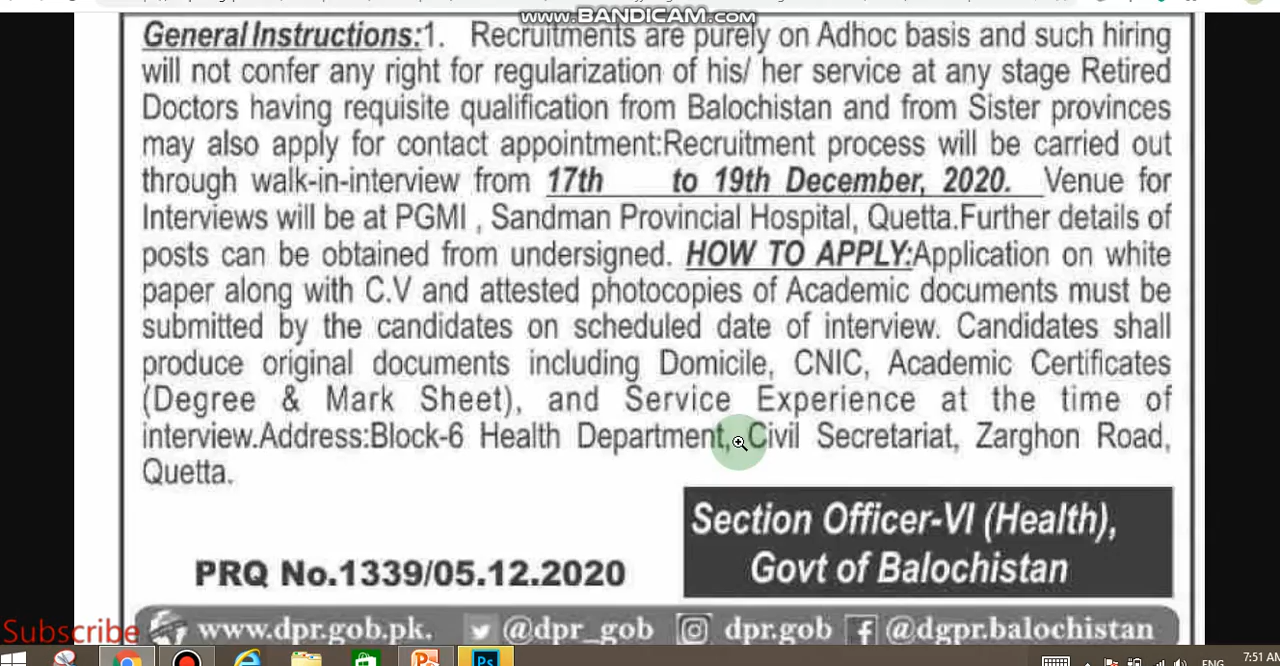 www.BANDICAM.com
General Instructions:1. Recruitments are purely on Adhoc basis and such hiring
will not confer any right for regularization of his/ her service at any stage Retired
Doctors having requisite qualification from Balochistan and from Sister provinces
may also apply for contact appointment:Recruitment process will be carried out
through walk-in-interview from 17th to 19th December, 2020. Venue for
Interviews will be at PGMI , Sandman Provincial Hospital, Quetta.Further details of
posts can be obtained from undersigned. HOW TO APPLY:Application on white
paper along with C.V and attested photocopies of Academic documents must be
submitted by the candidates on scheduled date of interview. Candidates shall
produce original documents including Domicile, CNIC, Academic Certificates
(Degree & Mark Sheet), and Service Experience at the time of
interview.Address:Block-6 Health Department, Civil Secretariat, Zarghon Road,
Quetta.
Section Officer-VI (Health),
Govt of Balochistan
PRQ No.1339/05.12.2020
Subscribe
www.dpr.gob.pk. @dpr_gob dpr.gob @dgpr.balochistan
7:51 AM
ENG